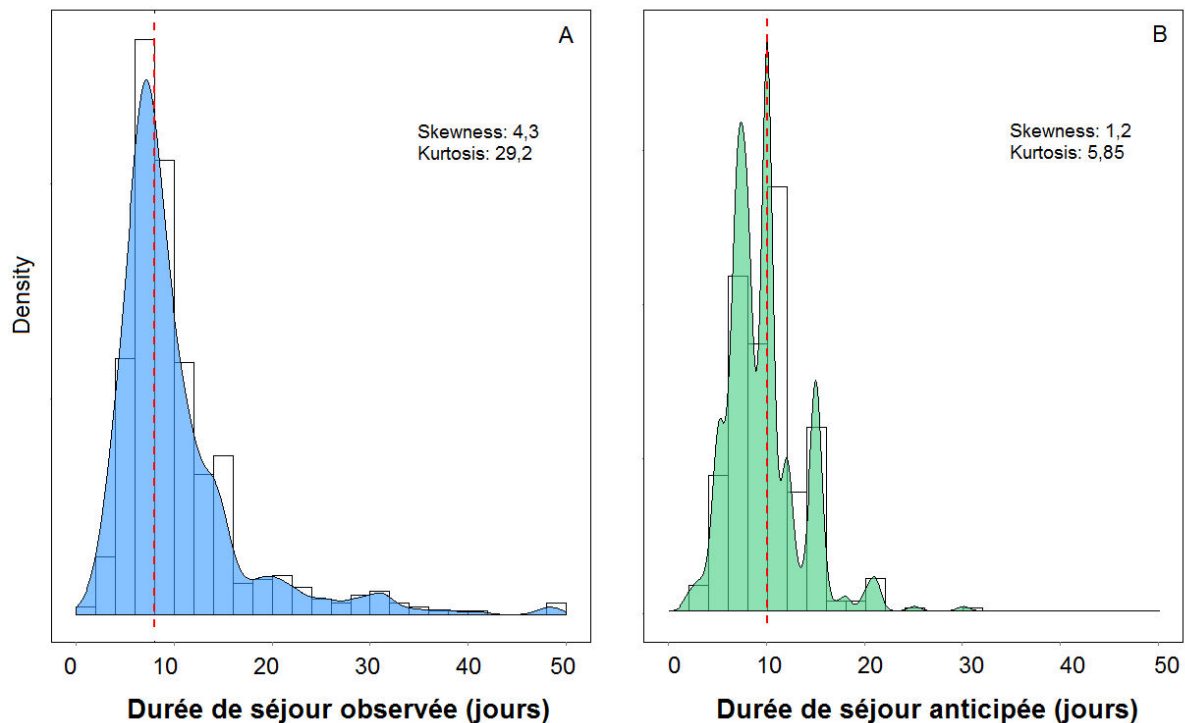 A
Skewness: 4,3
Kurtosis: 29,2
Density
0 10 20 30 40 50
Durée de séjour observée (jours)
B
Skewness: 1,2
Kurtosis: 5,85
0 10 20 30 40 50
Durée de séjour anticipée (jours)